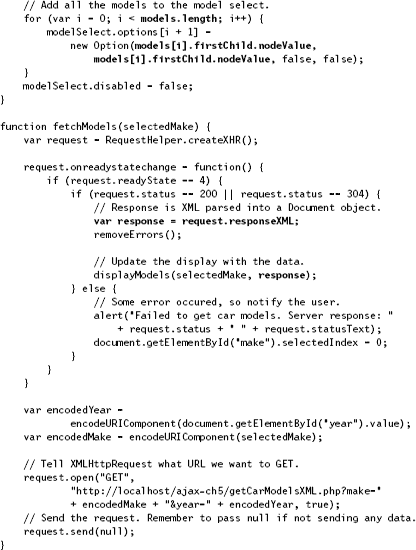 // Add all the models to the model select.
for (var i = 0; i < models.length; i++) {
modelSelect.options[i + 1] =
new Option(models[i].firstChild.nodeValue,
models[i].firstChild.nodeValue, false, false);
}
modelSelect.disabled = false;
}
function fetchModels(selectedMake) {
var request = RequestHelper.createXHR();
request.onreadystatechange = function() {
if (request.readyState == 4) {
if (request.status == 200 || request.status == 304) {
// Response is XML parsed into a Document object.
var response = request.responseXML;
removeErrors();
// Update the display with the data.
displayModels(selectedMake, response);
} else {
// Some error occured, so notify the user.
alert("Failed to get car models. Server response: "
+ request.status + " " + request.statusText);
document.getElementById("make").selectedIndex = 0;
}
}
}
var encodedYear =
encodeURIComponent(document.getElementById("year").value);
var encodedMake = encodeURIComponent(selectedMake);
// Tell XMLHttpRequest what URL we want to GET.
request.open("GET",
"http://localhost/ajax-ch5/getCarModelsXML.php?make="
+ encodedMake + "&year=" + encodedYear, true);
// Send the request. Remember to pass null if not sending any data.
request.send(null);
}